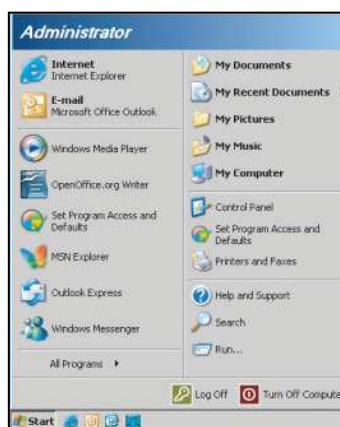 Administrator
Internet
Internet Explorer
E-mail
Microsoft Office Outlook
Windows Media Player
OpenOffice.org Writer
Set Program Access and
Defaults
MSN Explorer
Outlook Express
Windows Messenger
All Programs
My Documents
My Recent Documents
My Pictures
My Music
My Computer
Control Panel
Set Program Access and
Defaults
Printers and Faxes
Help and Support
Search
Run...
Log Off
Turn Off Compute
Start